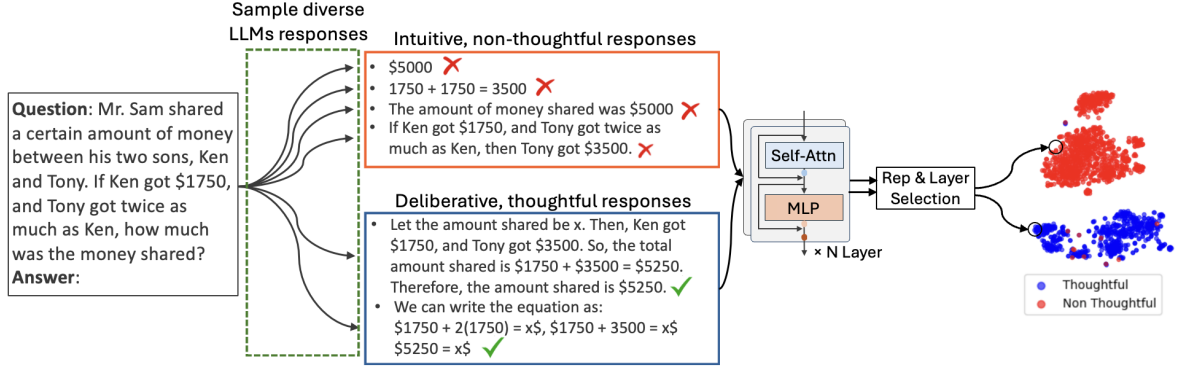 Sample diverse
LLMs responses
Question: Mr. Sam shared
a certain amount of money
between his two sons, Ken
and Tony. If Ken got $1750,
and Tony got twice as
much as Ken, how much
was the money shared?
Answer:
Intuitive, non-thoughtful responses
• $5000
• 1750 + 1750 = 3500
• The amount of money shared was $5000
• If Ken got $1750, and Tony got twice as
much as Ken, then Tony got $3500.
Deliberative, thoughtful responses
• Let the amount shared be x. Then, Ken got
$1750, and Tony got $3500. So, the total
amount shared is $1750 + $3500 = $5250.
Therefore, the amount shared is $5250.
• We can write the equation as:
$1750 + 2(1750) = x$, $1750 + 3500 = x$
$5250 = x$
Self-Attn
MLP
× N Layer
Rep & Layer
Selection
Thoughtful
Non Thoughtful